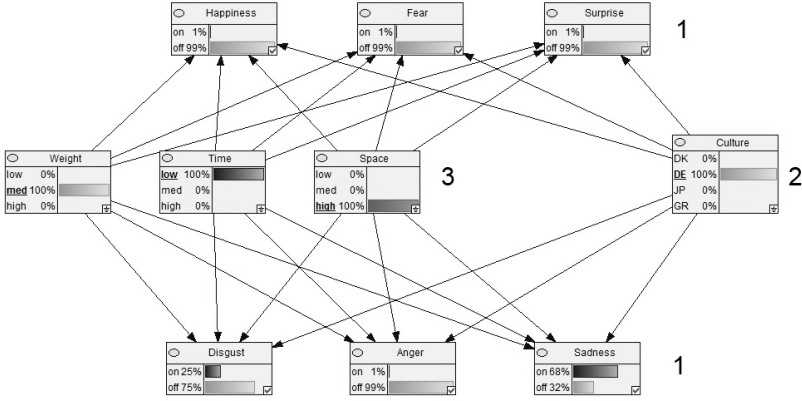 Happiness
on 1%
off 99%
Fear
on 1%
off 99%
Surprise
on 1%
off 99%
1
Weight
low 0%
med 100%
high 0%
Time
low 100%
med 0%
high 0%
Space
low 0%
med 0%
high 100%
3
Culture
DK 0%
DE 100%
JP 0%
GR 0%
2
Disgust
on 25%
off 75%
Anger
on 1%
off 99%
Sadness
on 68%
off 32%
1